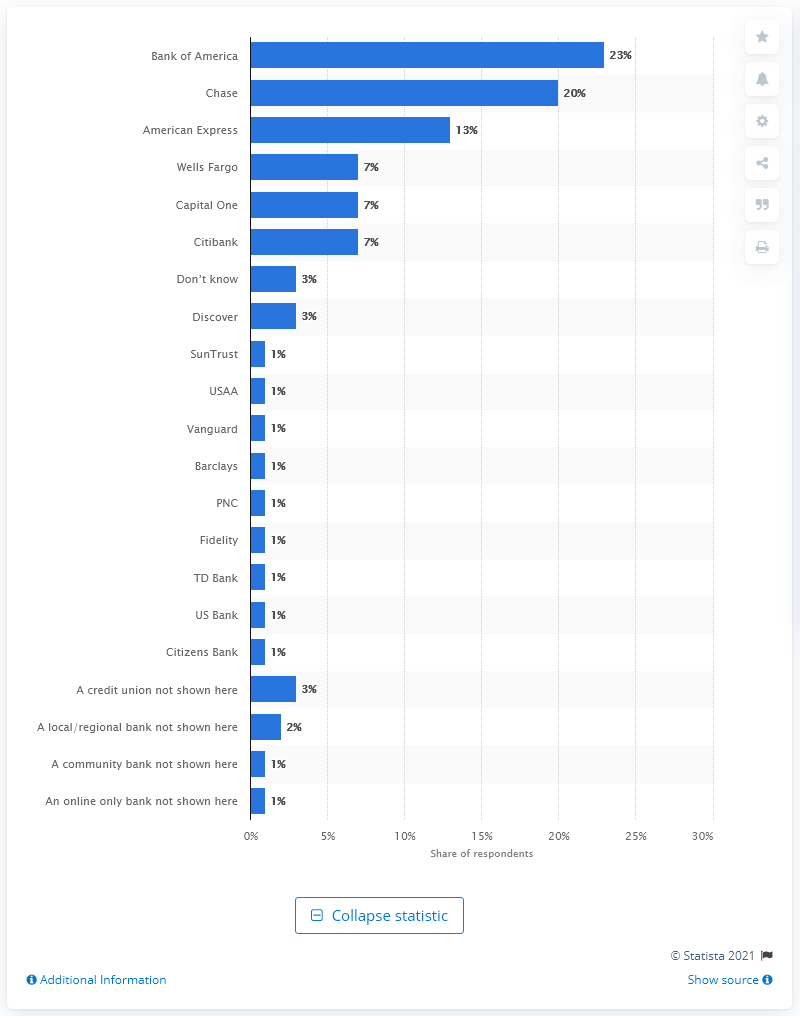 Bank of America 23%
Chase 20%
American Express 13%
Wells Fargo 7%
Capital One 7%
Citibank 7%
Don’t know 3%
Discover 3%
SunTrust 1%
USAA 1%
Vanguard 1%
Barclays 1%
PNC 1%
Fidelity 1%
TD Bank 1%
US Bank 1%
Citizens Bank 1%
A credit union not shown here 3%
A local/regional bank not shown here 2%
A community bank not shown here 1%
An online only bank not shown here 1%
0% 5% 10% 15% 20% 25% 30%
Share of respondents
Collapse statistic
© Statista 2021
Additional Information Show source